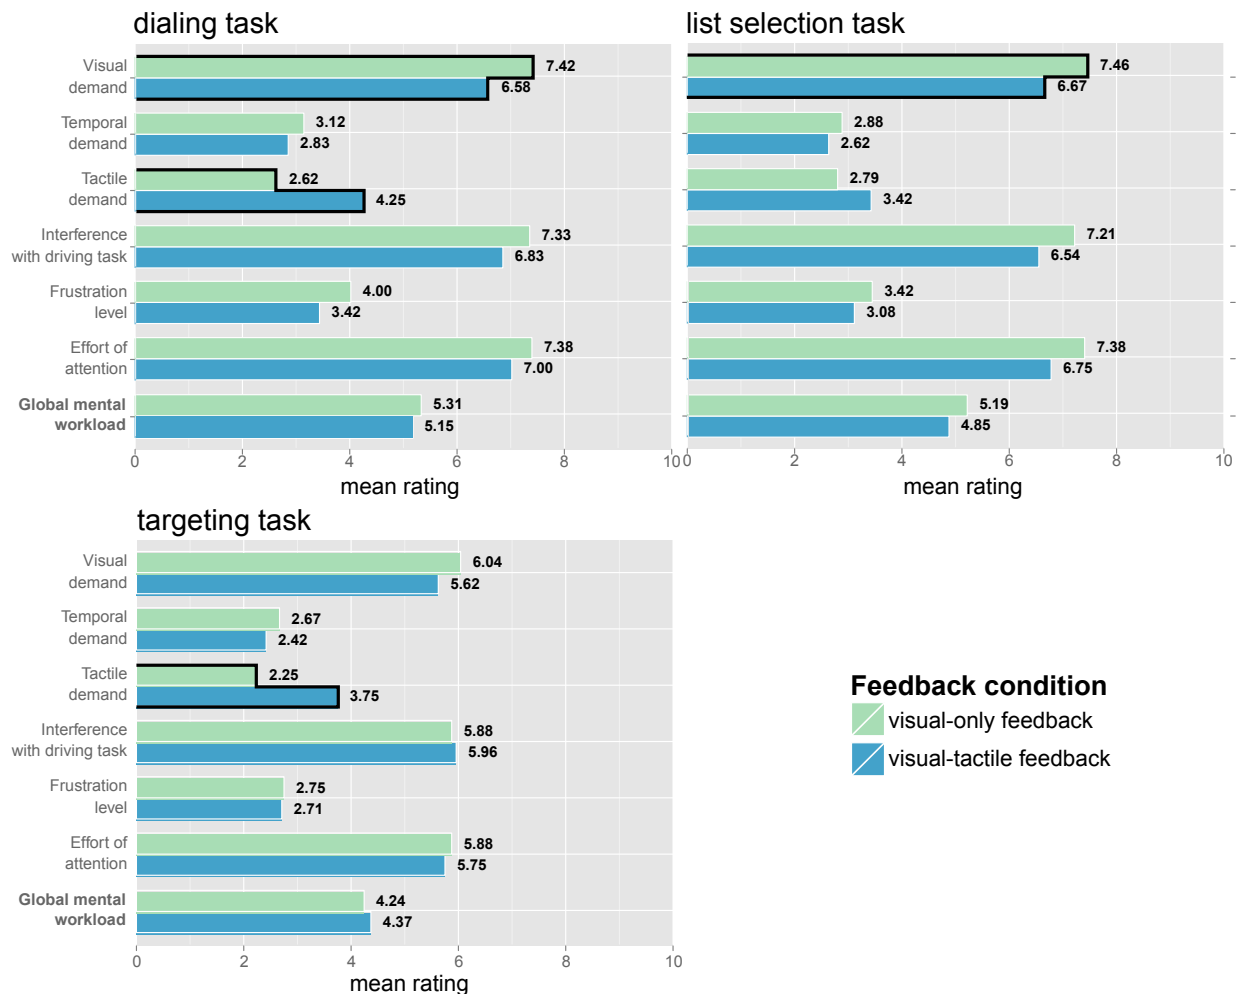 dialing task
Visual
demand
7.42
6.58
Temporal
demand
3.12
2.83
Tactile
demand
2.62
4.25
Interference
with driving task
7.33
6.83
Frustration
level
4.00
3.42
Effort of
attention
7.38
7.00
Global mental
workload
5.31
5.15
0 2 4 6 8 10
mean rating
list selection task
7.46
6.67
2.88
2.62
2.79
3.42
7.21
6.54
3.42
3.08
7.38
6.75
5.19
4.85
0 2 4 6 8 10
mean rating
targeting task
Visual
demand
6.04
5.62
Temporal
demand
2.67
2.42
Tactile
demand
2.25
3.75
Interference
with driving task
5.88
5.96
Frustration
level
2.75
2.71
Effort of
attention
5.88
5.75
Global mental
workload
4.24
4.37
0 2 4 6 8 10
mean rating
Feedback condition
visual-only feedback
visual-tactile feedback